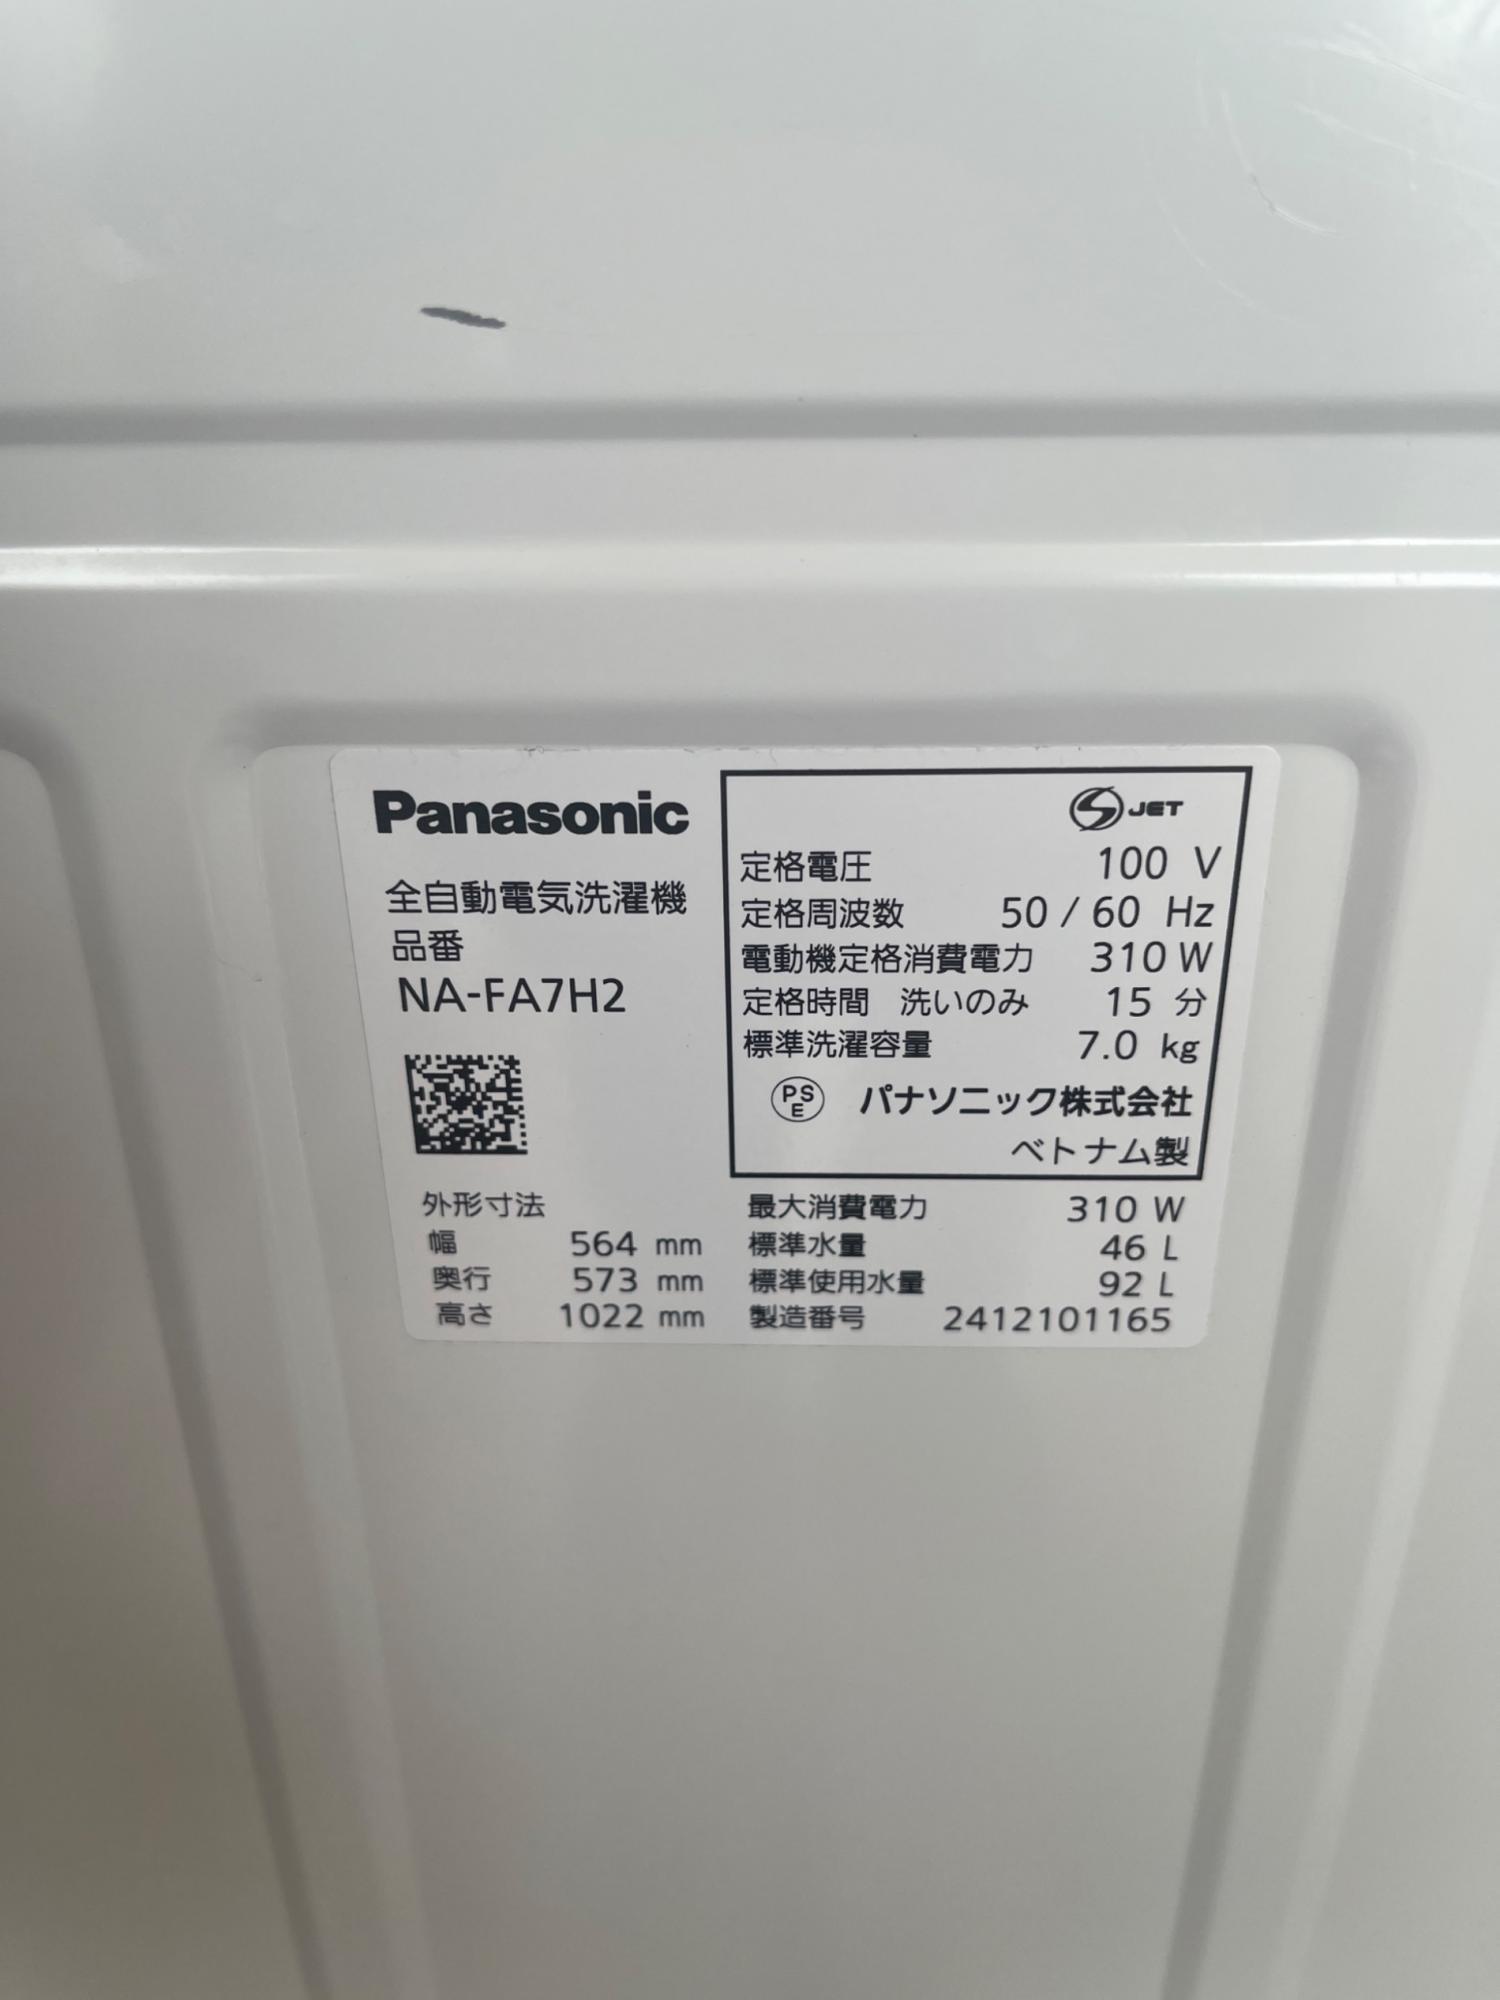 Panasonic
全自動電気洗濯機
品番
NA-FA7H2
JET
定格電圧 100 V
定格周波数 50 / 60 Hz
電動機定格消費電力 310 W
定格時間 洗いのみ 15 分
標準洗濯容量 7.0 kg
PSE パナソニック株式会社
ベトナム製
外形寸法
幅 564 mm
奥行 573 mm
高さ 1022 mm
最大消費電力 310 W
標準水量 46 L
標準使用水量 92 L
製造番号 2412101165